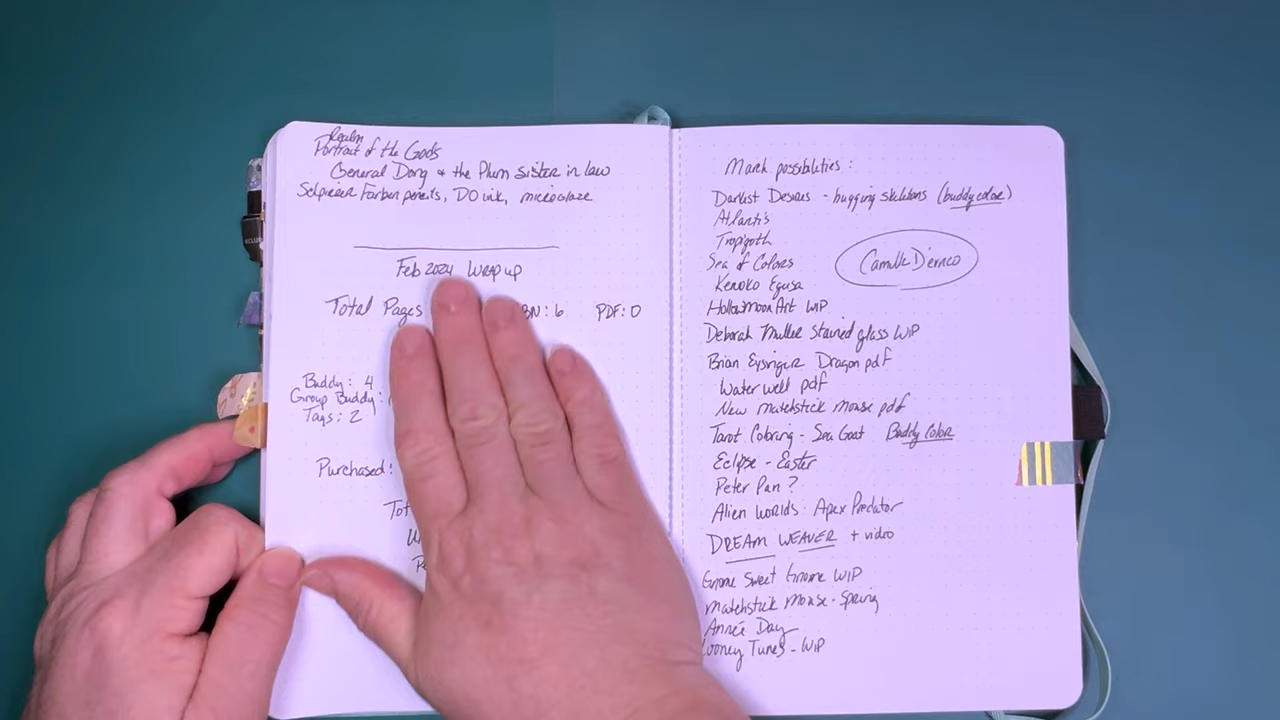 Realm
Portrait of the Gods
General Dong & the Plum sister in law
parents, DO ink, microglaze
Feb 2024 Wrap up
Total Pages BN: 6 PDF: 0
Buddy: 4
Group Buddy:
Tags: 2
Purchased:
Tot
March possibilities:
Darkest Desires - hugging skeletons (buddy color)
Atlantis
Tropigoth
Sea of Colors
Camille D'errico
Kenoko Egusa
Hollowmoon Art WIP
Deborah Muller Stained glass WIP
Brian Dragon pdf
Water well pdf
New Matchstick Mouse pdf
Tarot Coloring - Sea Goat Buddy Color
Eclipse - Easter
Peter Pan?
Alien Worlds - Apex Predator
DREAM WEAVER + video
Gnome Sweet Gnome WIP
Matchstick Mouse - Spring
Annie Day
Looney Tunes - WIP